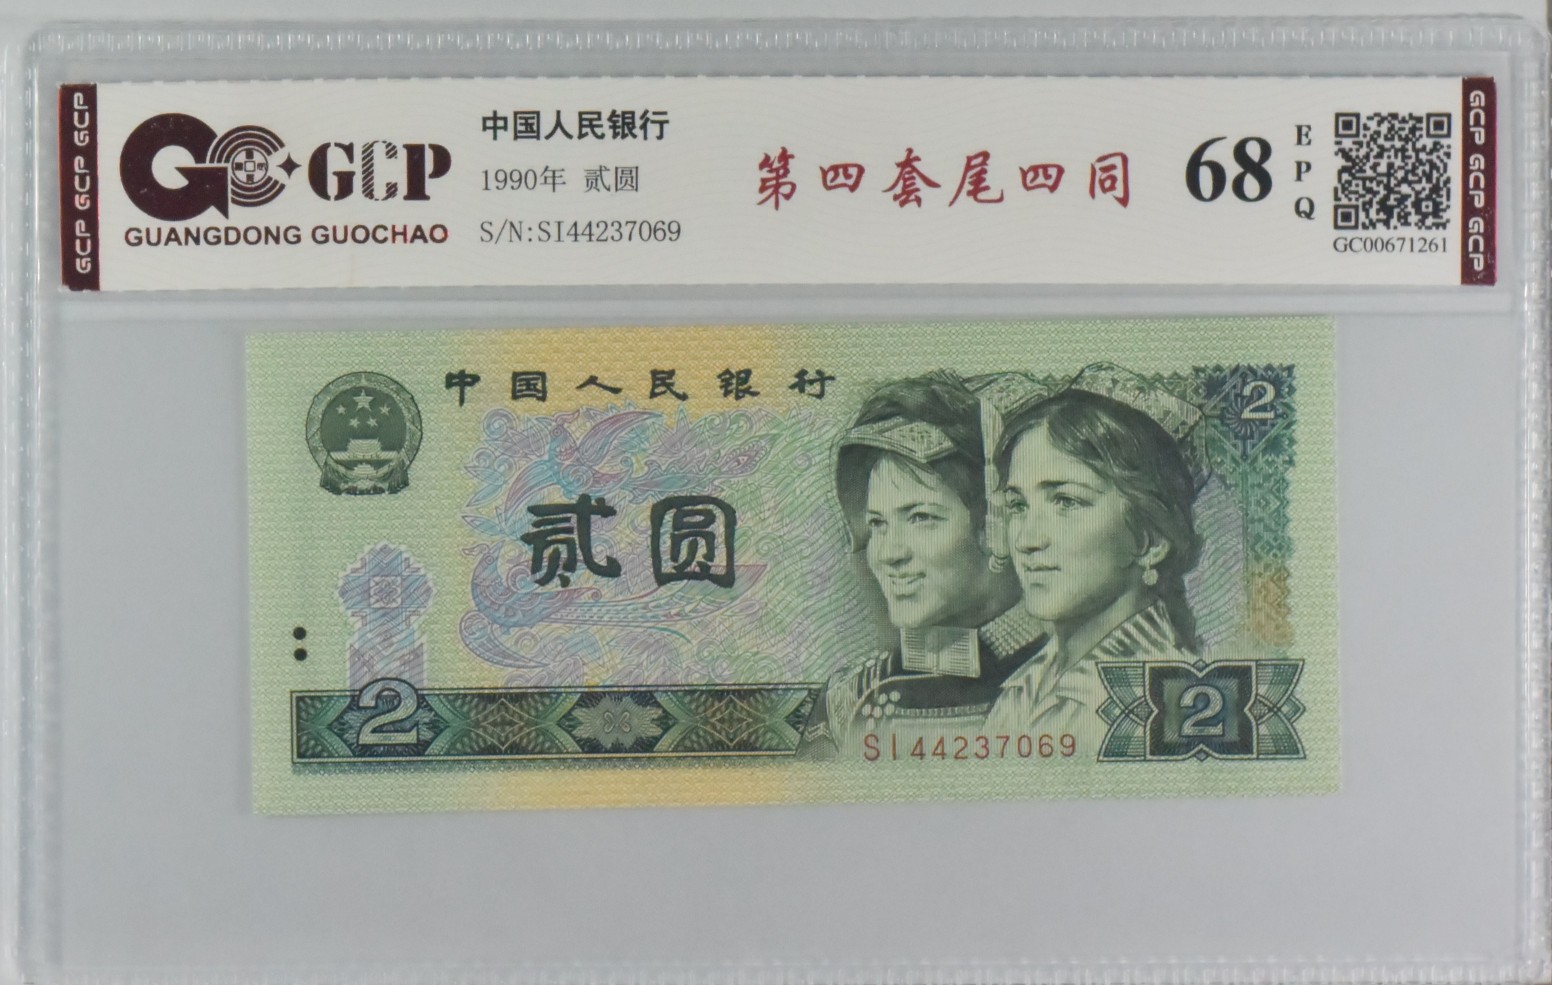 GCP GCP GCP
GCP
GUANGDONG GUOCHAO
中国人民银行
1990年 贰圆
S/N:SI44237069
第四套尾四同
68
E
P
Q
GC00671261
GCP GCP GCP
中国人民银行
2
贰圆
2
SI44237069
2